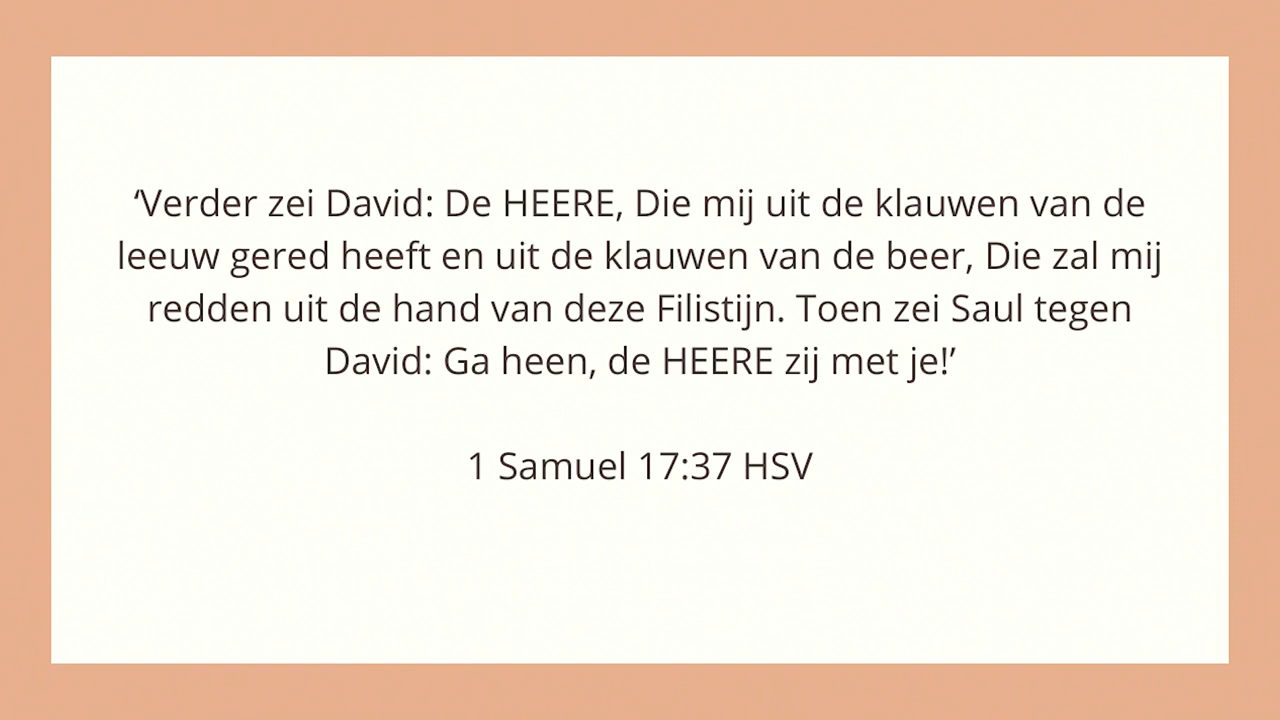 ‘Verder zei David: De HEERE, Die mij uit de klauwen van de
leeuw gered heeft en uit de klauwen van de beer, Die zal mij
redden uit de hand van deze Filistijn. Toen zei Saul tegen
David: Ga heen, de HEERE zij met je!’
1 Samuel 17:37 HSV